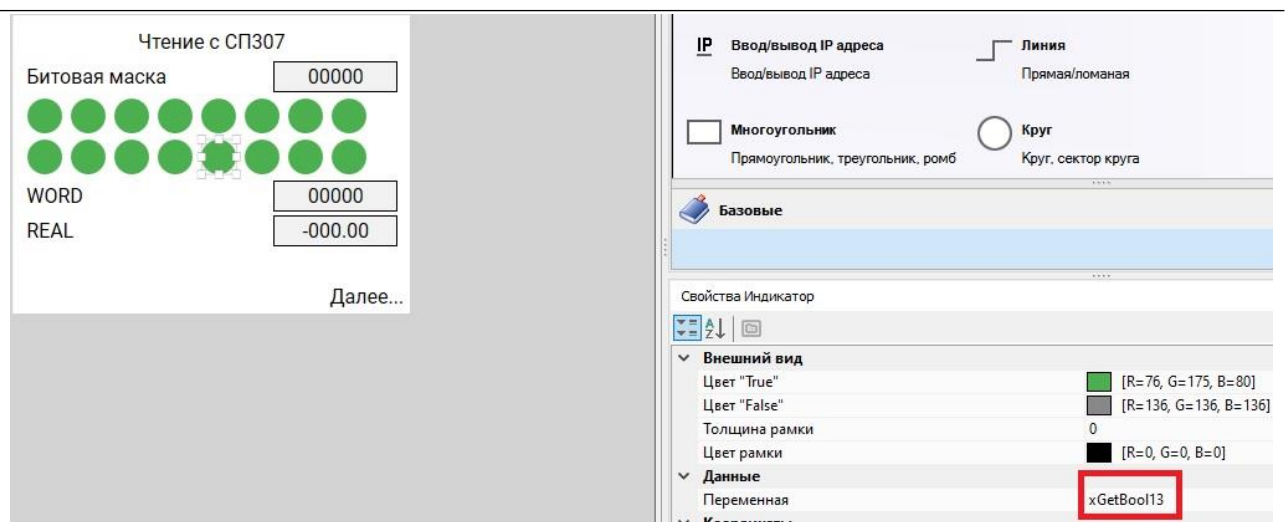 Чтение с СП307
Битовая маска 00000
WORD 00000
REAL -000.00
Далее...
IP Ввод/вывод IP адреса
Ввод/вывод IP адреса
Линия
Прямая/ломаная
Многоугольник
Прямоугольник, треугольник, ромб
Круг
Круг, сектор круга
Базовые
Свойства Индикатор
Внешний вид
Цвет "True" [R=76, G=175, B=80]
Цвет "False" [R=136, G=136, B=136]
Толщина рамки 0
Цвет рамки [R=0, G=0, B=0]
Данные
Переменная xGetBool13
Координаты